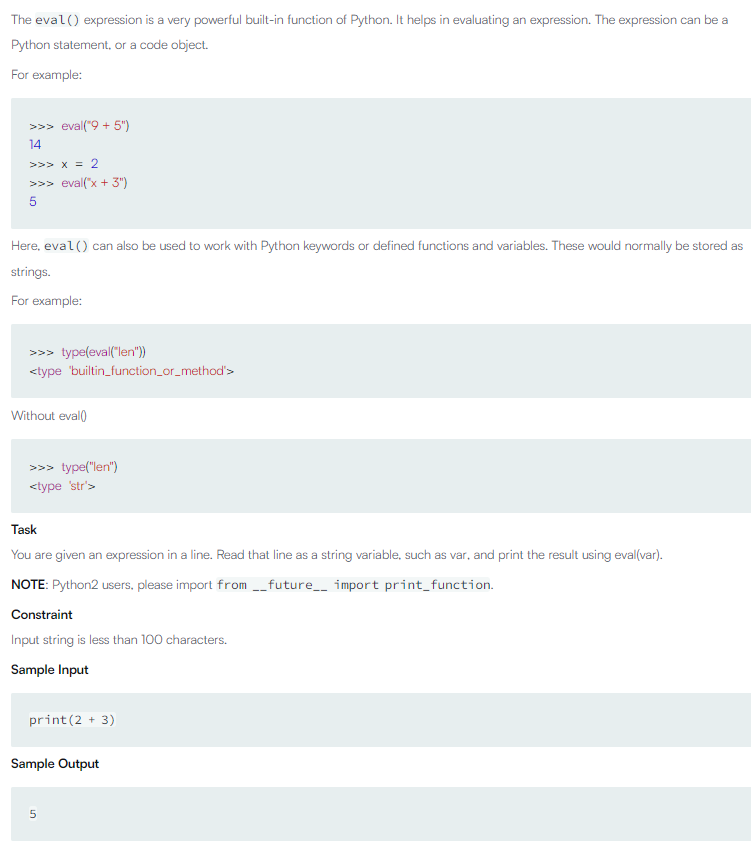 The eval() expression is a very powerful built-in function of Python. It helps in evaluating an expression. The expression can be a
Python statement, or a code object.
For example:
>>> eval("9 + 5")
14
>>> x = 2
>>> eval("x + 3")
5
Here, eval() can also be used to work with Python keywords or defined functions and variables. These would normally be stored as
strings.
For example:
>>> type(eval("len"))
<type 'builtin_function_or_method'>
Without eval()
>>> type("len")
<type 'str'>
Task
You are given an expression in a line. Read that line as a string variable, such as var, and print the result using eval(var).
NOTE: Python2 users, please import from __future__ import print_function.
Constraint
Input string is less than 100 characters.
Sample Input
print(2 + 3)
Sample Output
5